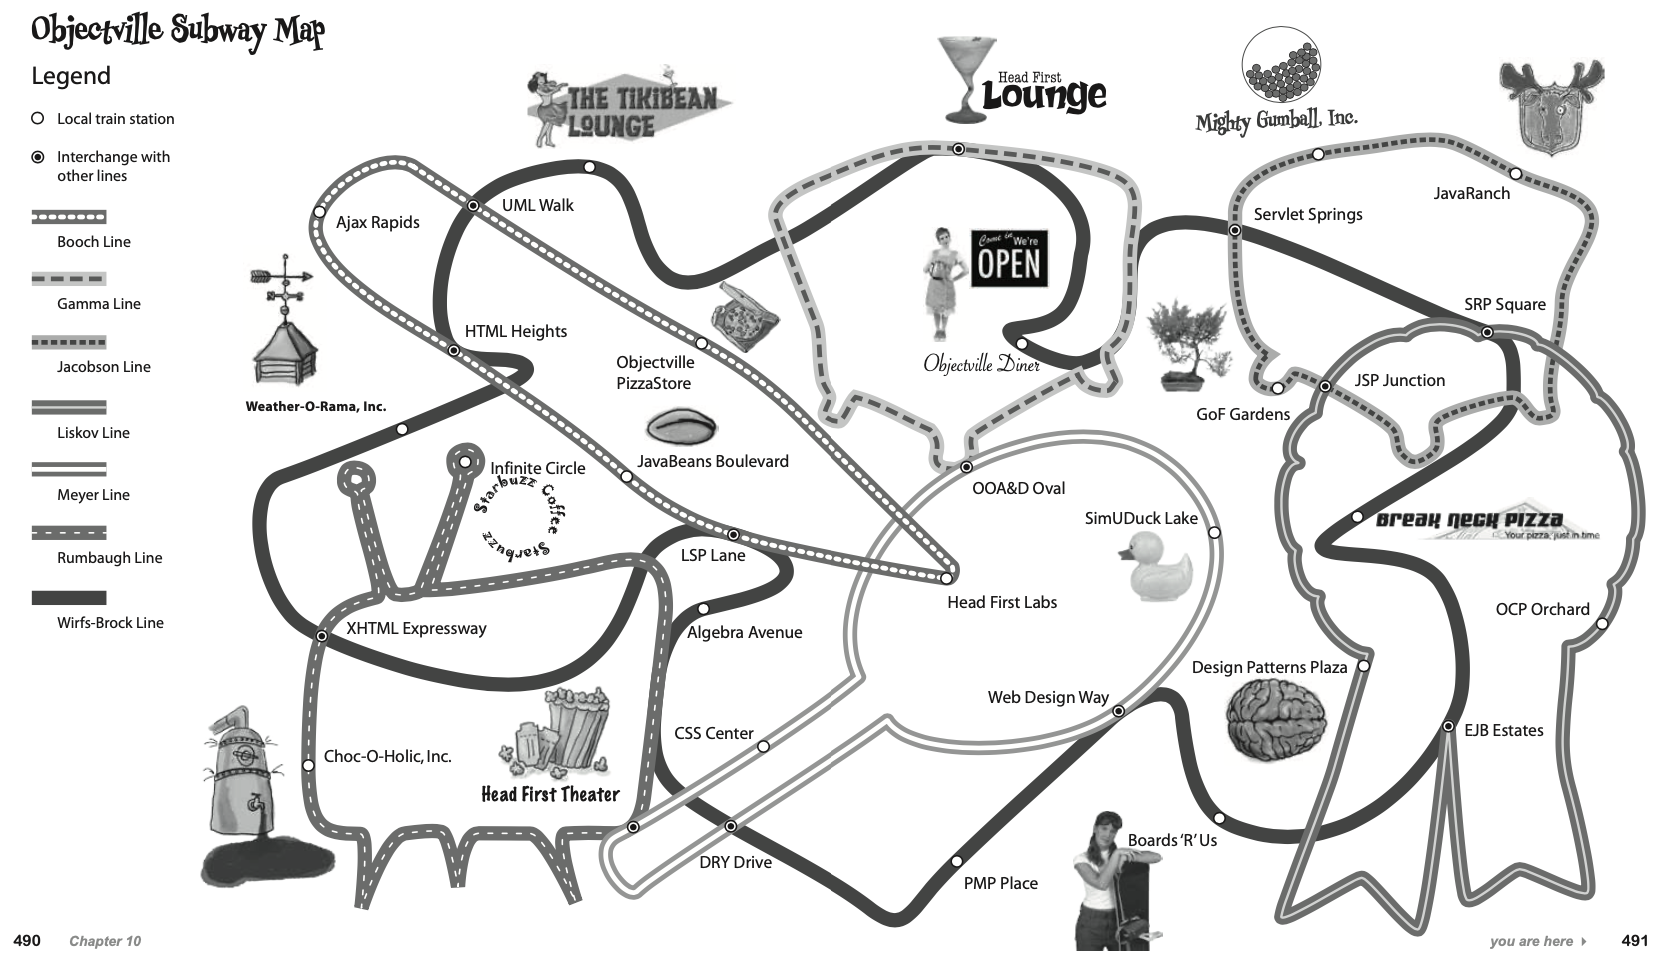 Objectville Subway Map
Legend
Local train station
Interchange with
other lines
Booch Line
Gamma Line
Jacobson Line
Liskov Line
Meyer Line
Rumbaugh Line
Wirfs-Brock Line
THE TIKIBEAN
LOUNGE
Head First
Lounge
Mighty Gumball, Inc.
JavaRanch
Ajax Rapids
UML Walk
Servlet Springs
Come in We're
OPEN
SRP Square
HTML Heights
Objectville
PizzaStore
Objectville Diner
JSP Junction
Weather-O-Rama, Inc.
GoF Gardens
JavaBeans Boulevard
Infinite Circle
Starbuzz Coffee
Starbuzz
OOA&D Oval
SimUDuck Lake
BREAK NECK PIZZA
Your pizza, just in time
LSP Lane
Head First Labs
OCP Orchard
XHTML Expressway
Algebra Avenue
Design Patterns Plaza
Web Design Way
CSS Center
EJB Estates
Choc-O-Holic, Inc.
Head First Theater
DRY Drive
Boards 'R' Us
PMP Place
490 Chapter 10
you are here 491